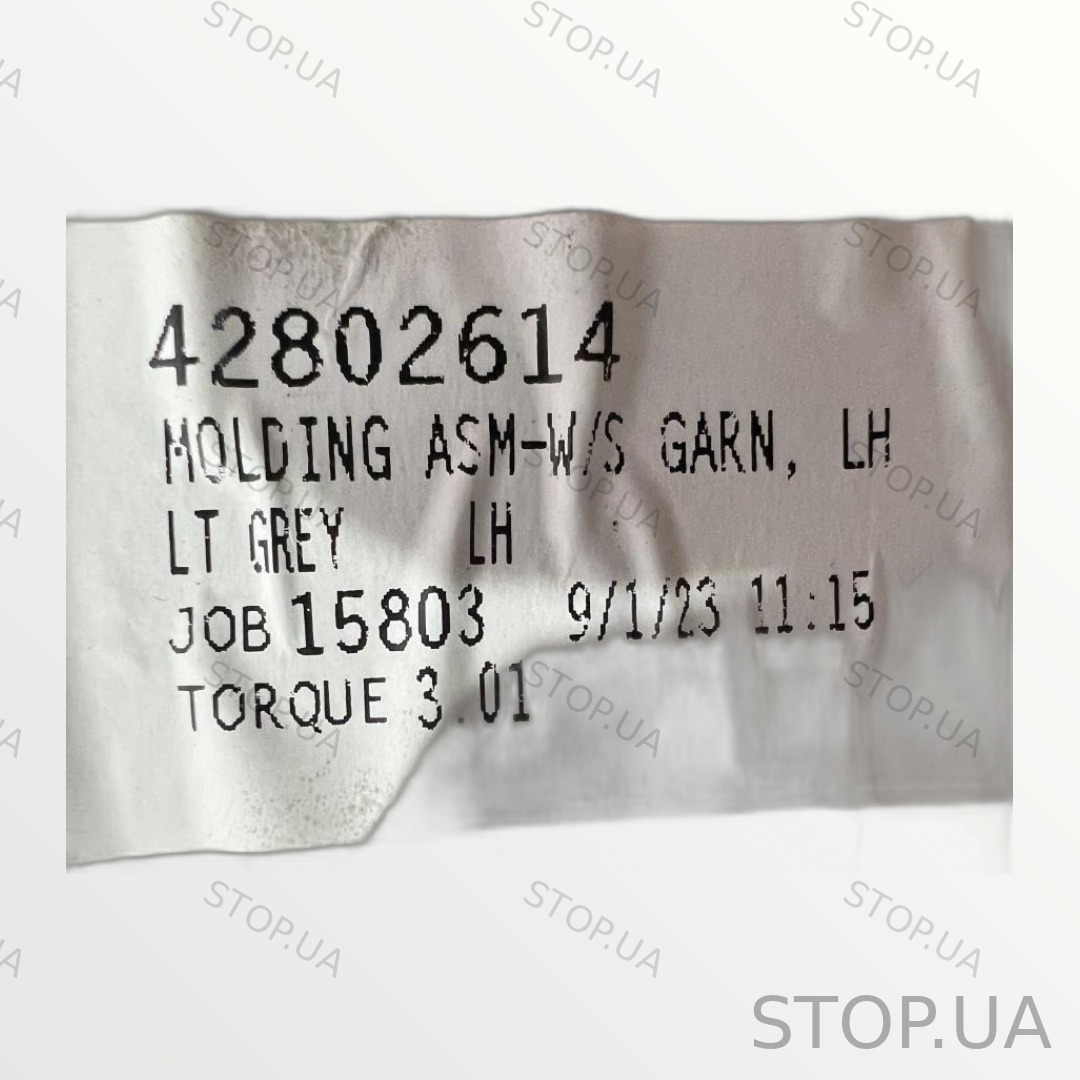 42802614
MOLDING ASM-W/S GARN, LH
LT GREY LH
JOB 15803 9/1/23 11:15
TORQUE 3.01
STOP.UA